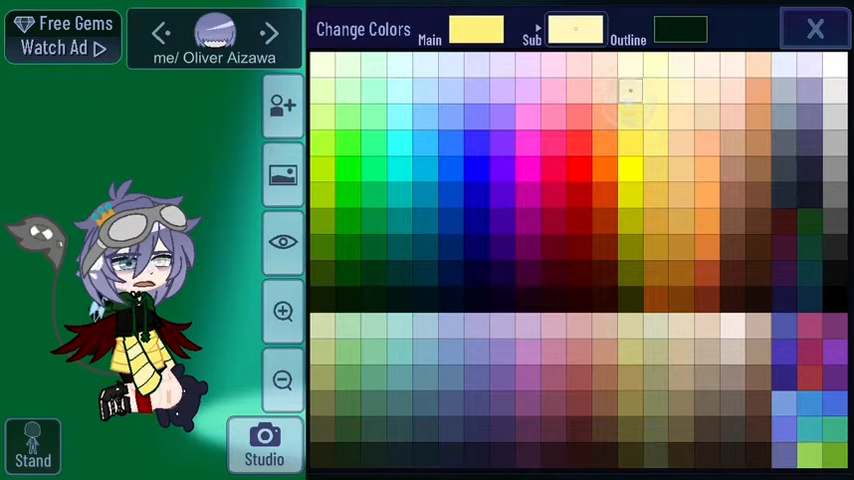 Free Gems
Watch Ad
me/ Oliver Aizawa
Change Colors
Main
Sub
Outline
X
Stand
Studio